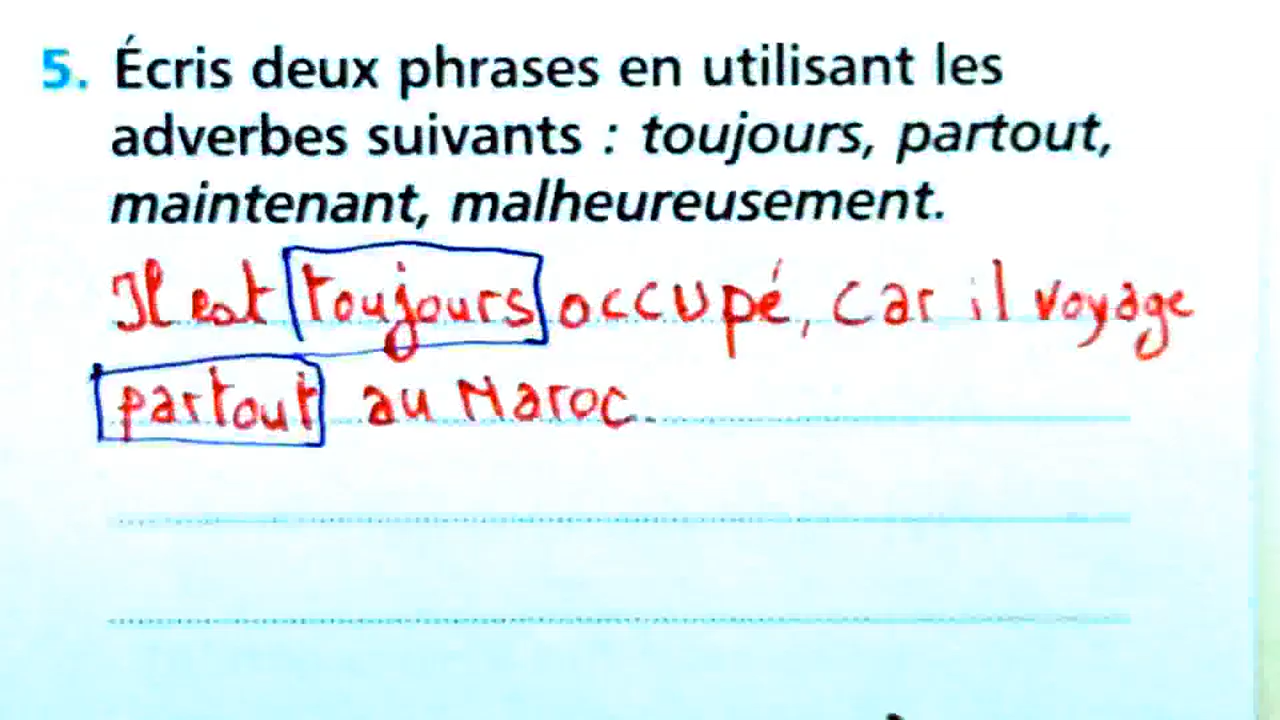 5. Écris deux phrases en utilisant les
adverbes suivants : toujours, partout,
maintenant, malheureusement.
Il est toujours occupé, car il voyage
partout au Maroc.